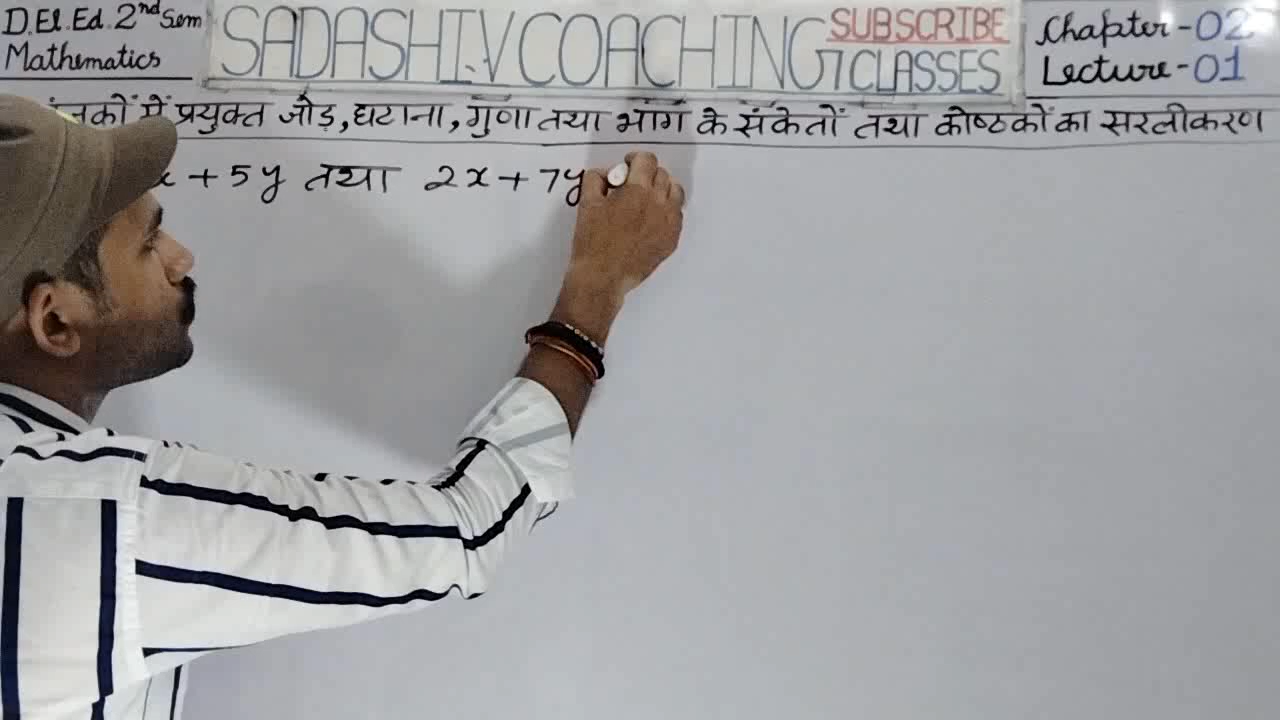 D.El.Ed. 2nd Sem
Mathematics
SADASHIV COACHING
SUBSCRIBE
CLASSES
Chapter - 02
Lecture - 01
में प्रयुक्त जोड़, घटाना, गुणा तथा भाग के संकेतों तथा कोष्ठकों का सरलीकरण
x + 5y तथा 2x + 7y